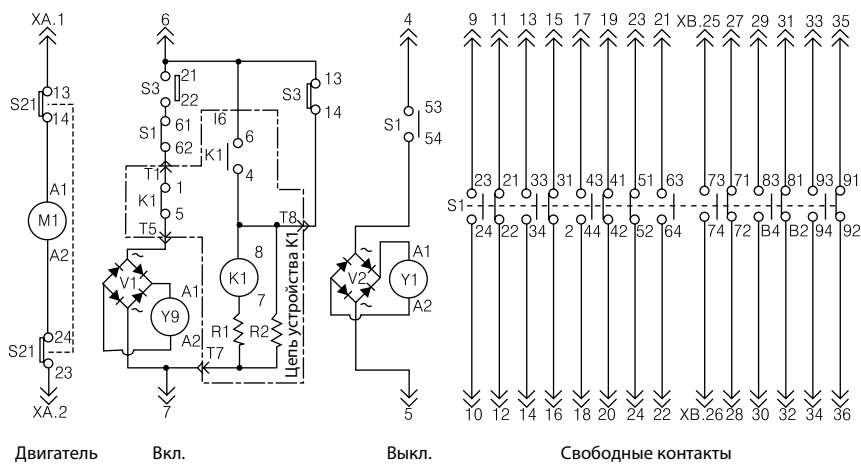 XA.1 6 4 9 11 13 15 17 19 23 21 XB.25 27 29 31 33 35
S21 13 14
S3 21 22
S3 13 14
S1 61 62
I6
K1 6 4
T1
K1 1 5
T5
T8
S1 53 54
S1 23 21 33 31 43 41 51 63 73 71 83 81 93 91
24 22 34 2 44 42 52 64 74 72 B4 B2 94 92
A1
M1
A2
~
V1
~
A1
Y9
A2
8
K1
7
R1 R2
T7
Цепь устройства K1
~
V2
~
A1
Y1
A2
S21 24 23
XA.2 7 5 10 12 14 16 18 20 24 22 XB.26 28 30 32 34 36
Двигатель Вкл. Выкл. Свободные контакты